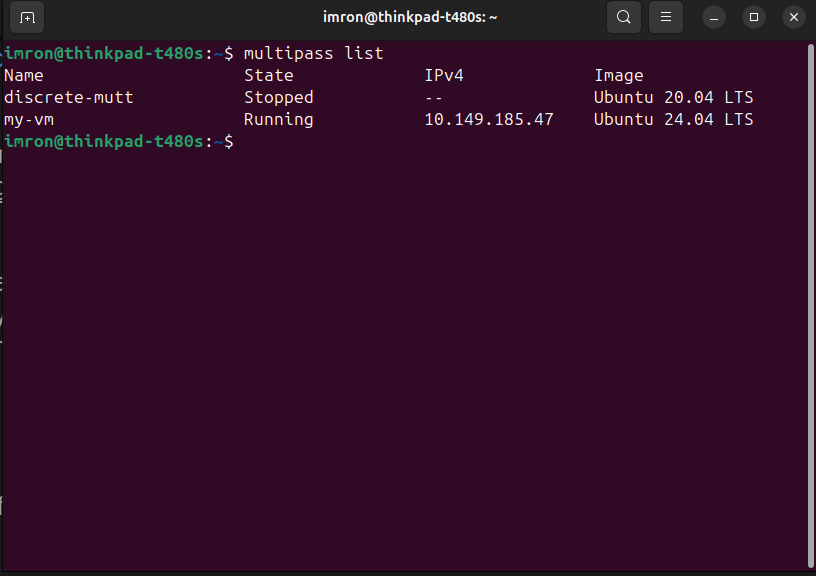 imron@thinkpad-t480s: ~
imron@thinkpad-t480s:~$ multipass list
Name State IPv4 Image
discrete-mutt Stopped -- Ubuntu 20.04 LTS
my-vm Running 10.149.185.47 Ubuntu 24.04 LTS
imron@thinkpad-t480s:~$